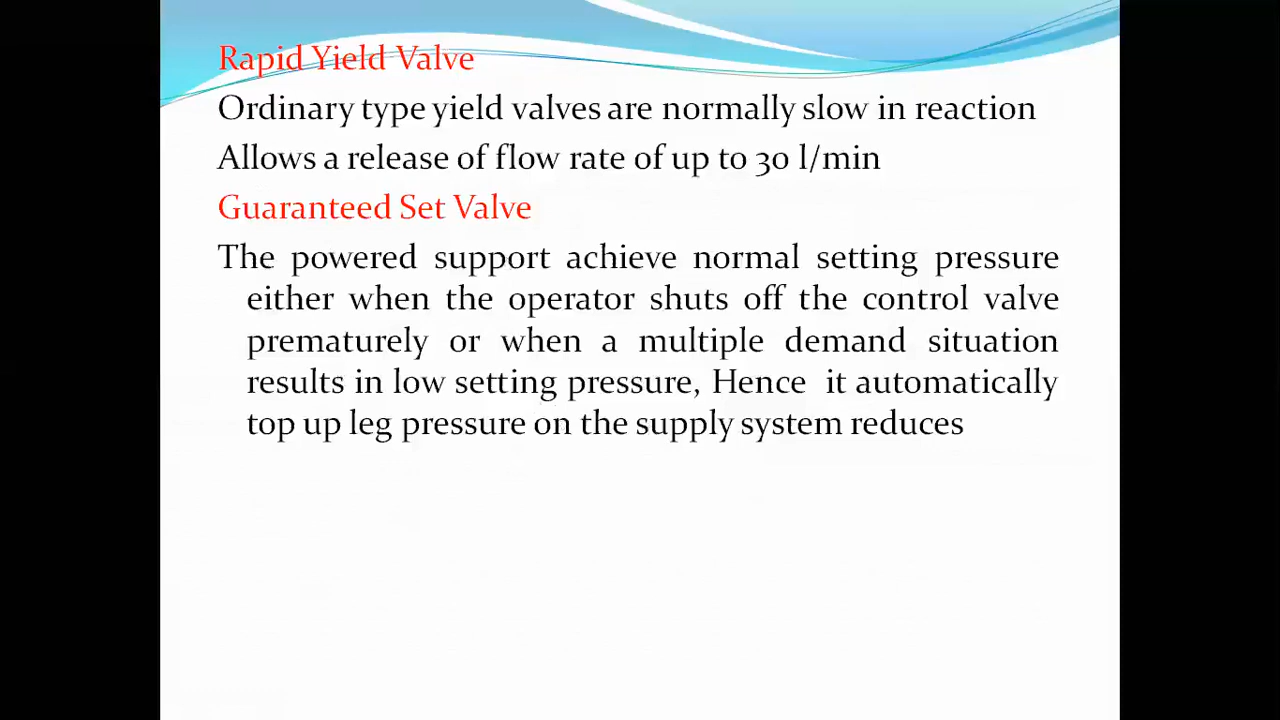 Rapid Yield Valve
Ordinary type yield valves are normally slow in reaction
Allows a release of flow rate of up to 30 l/min
Guaranteed Set Valve
The powered support achieve normal setting pressure
either when the operator shuts off the control valve
prematurely or when a multiple demand situation
results in low setting pressure, Hence it automatically
top up leg pressure on the supply system reduces